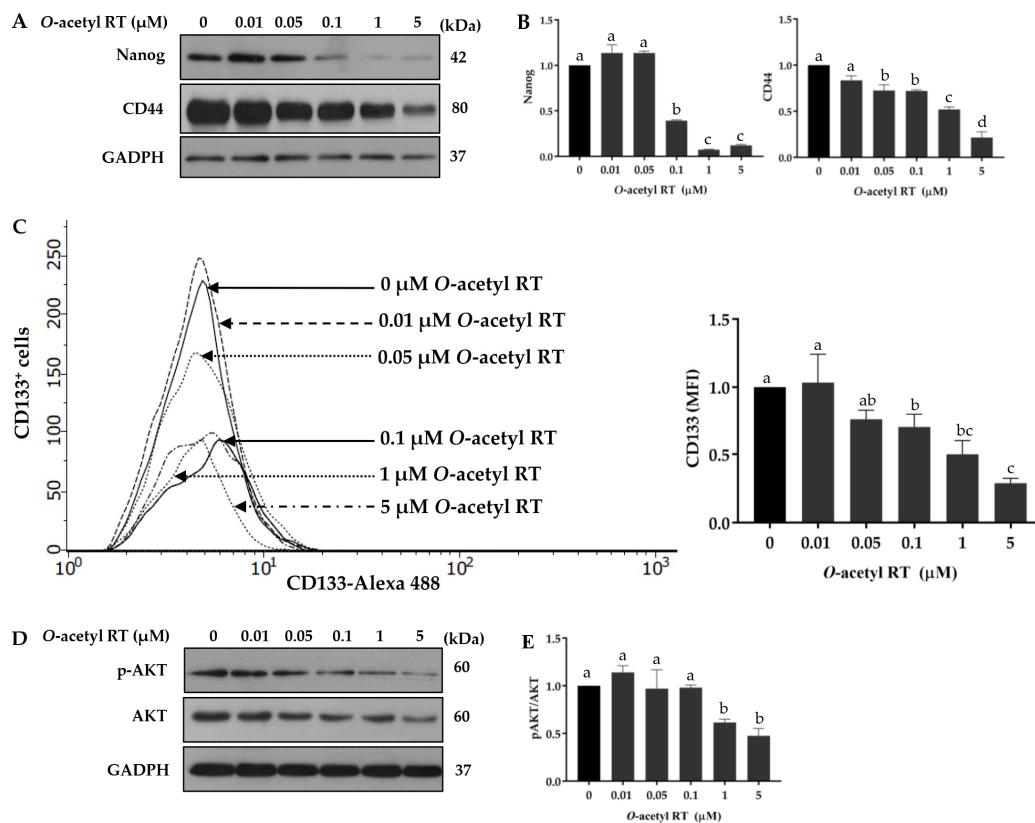 A
O-acetyl RT (μM) 0 0.01 0.05 0.1 1 5 (kDa)
Nanog 42
CD44 80
GADPH 37
B
Nanog
1.5
1.0
0.5
0.0
a a a b c c
0 0.01 0.05 0.1 1 5
O-acetyl RT (μM)
CD44
1.5
1.0
0.5
0.0
a a b b c d
0 0.01 0.05 0.1 1 5
O-acetyl RT (μM)
C
CD133⁺ cells
250
200
150
100
50
0
0 μM O-acetyl RT
0.01 μM O-acetyl RT
0.05 μM O-acetyl RT
0.1 μM O-acetyl RT
1 μM O-acetyl RT
5 μM O-acetyl RT
10⁰ 10¹ 10² 10³
CD133-Alexa 488
CD133 (MFI)
1.5
1.0
0.5
0.0
a a ab b bc c
0 0.01 0.05 0.1 1 5
O-acetyl RT (μM)
D
O-acetyl RT (μM) 0 0.01 0.05 0.1 1 5 (kDa)
p-AKT 60
AKT 60
GADPH 37
E
pAKT/AKT
1.5
1.0
0.5
0.0
a a a a b b
0 0.01 0.05 0.1 1 5
O-acetyl RT (μM)